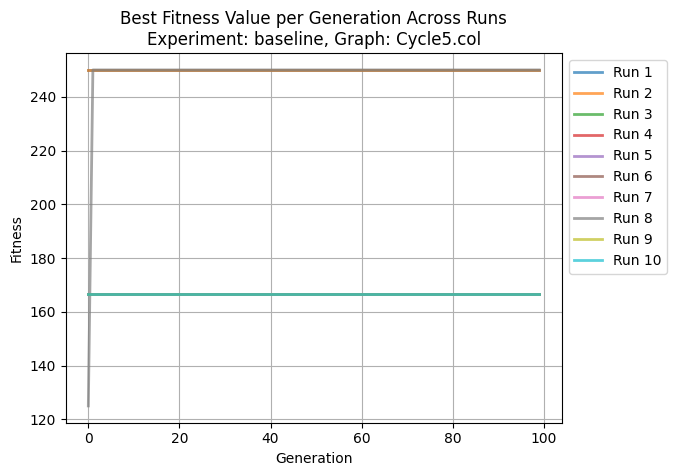 Best Fitness Value per Generation Across Runs
Experiment: baseline, Graph: Cycle5.col
Fitness
240
220
200
180
160
140
120
0
20
40
60
80
100
Generation
Run 1
Run 2
Run 3
Run 4
Run 5
Run 6
Run 7
Run 8
Run 9
Run 10